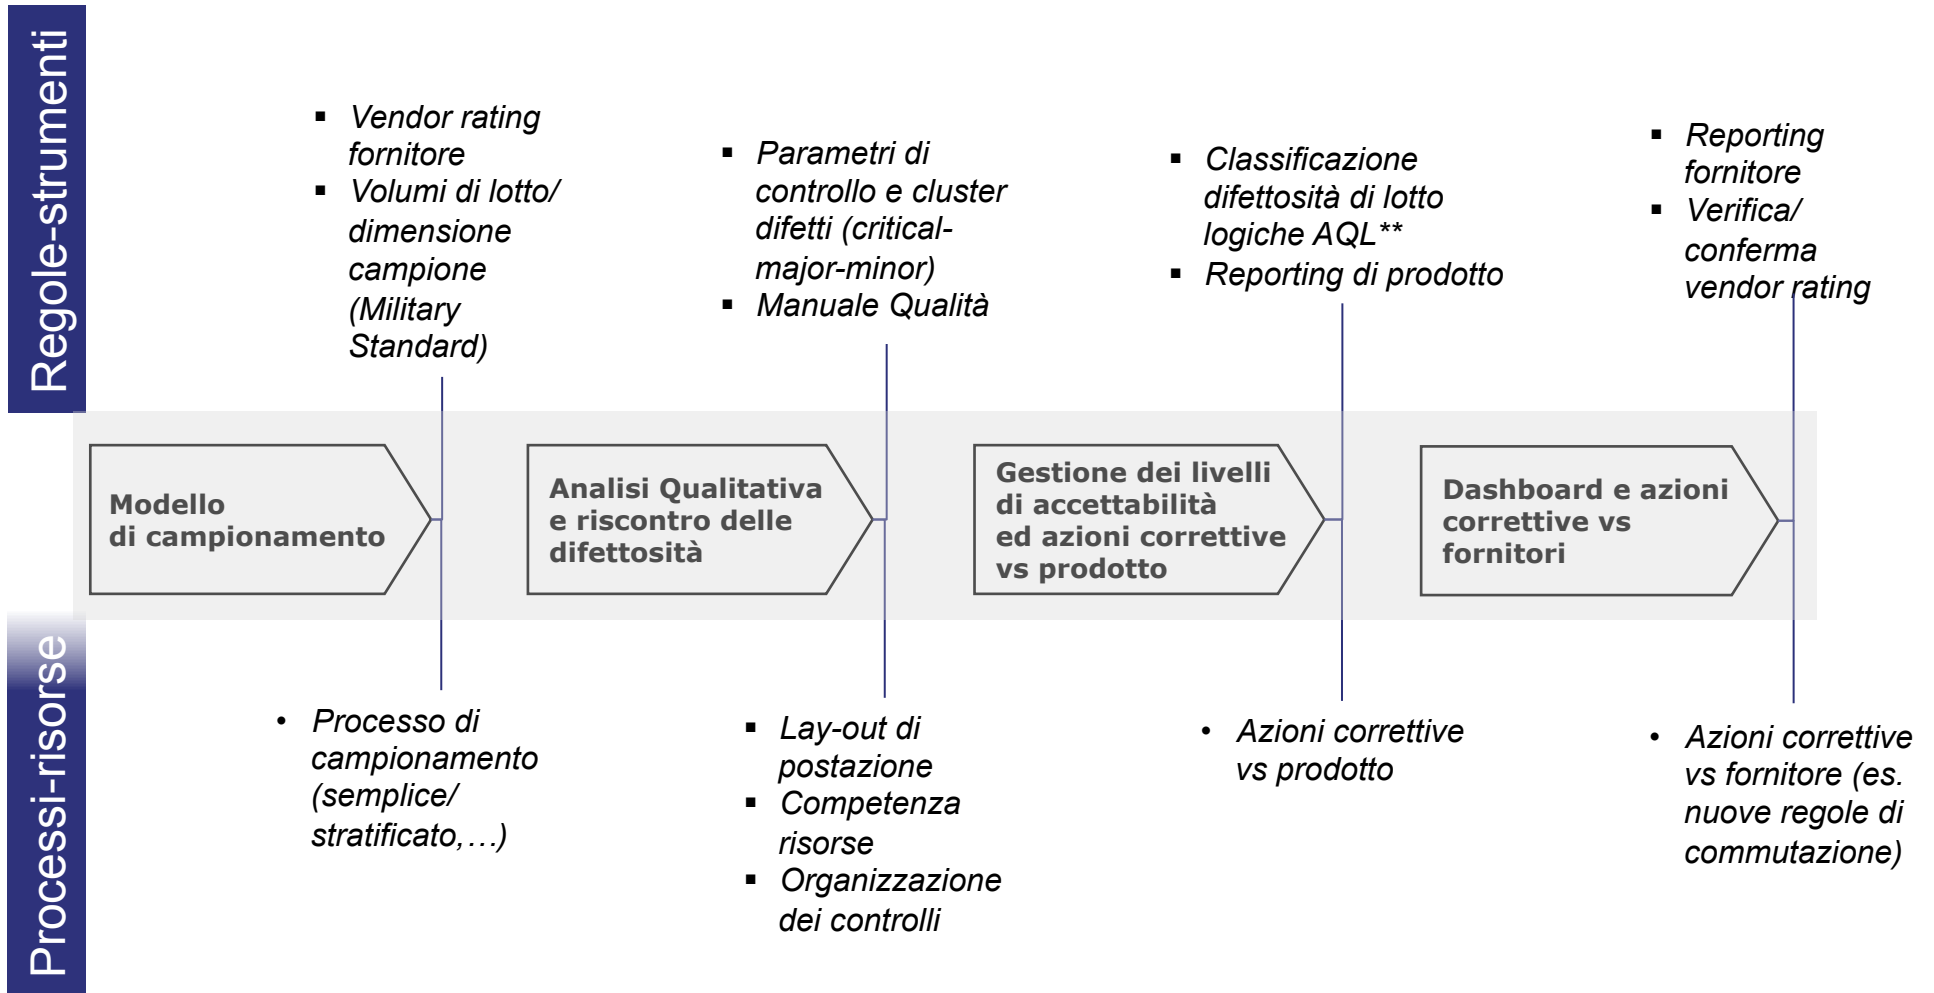 Regole-strumenti
▪ Vendor rating
fornitore
▪ Volumi di lotto/
dimensione
campione
(Military
Standard)
▪ Parametri di
controllo e cluster
difetti (critical-
major-minor)
▪ Manuale Qualità
▪ Classificazione
difettosità di lotto
logiche AQL**
▪ Reporting di prodotto
▪ Reporting
fornitore
▪ Verifica/
conferma
vendor rating
Modello
di campionamento
Analisi Qualitativa
e riscontro delle
difettosità
Gestione dei livelli
di accettabilità
ed azioni correttive
vs prodotto
Dashboard e azioni
correttive vs
fornitori
Processi-risorse
• Processo di
campionamento
(semplice/
stratificato,…)
▪ Lay-out di
postazione
▪ Competenza
risorse
▪ Organizzazione
dei controlli
• Azioni correttive
vs prodotto
• Azioni correttive
vs fornitore (es.
nuove regole di
commutazione)